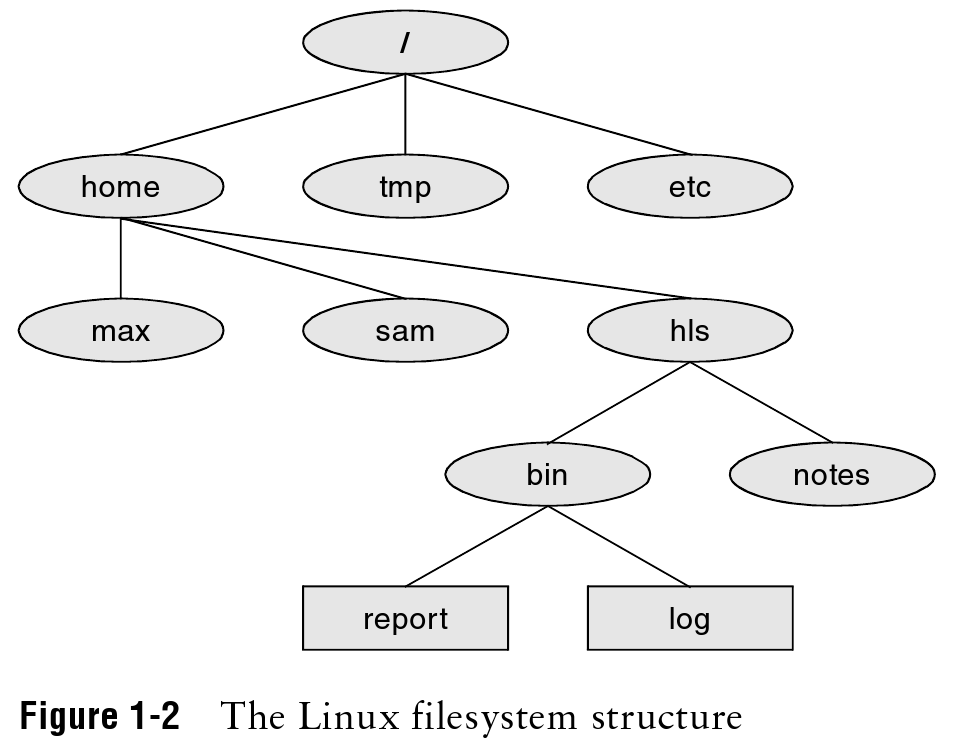 /
home tmp etc
max sam hls
bin notes
report log
Figure 1-2 The Linux filesystem structure